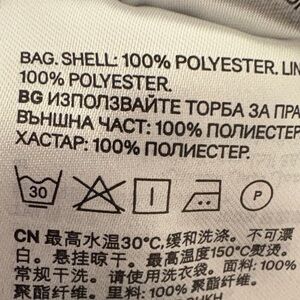 BAG. SHELL: 100% POLYESTER. LIN
100% POLYESTER.
BG ИЗПОЛЗВАЙТЕ ТОРБА ЗА ПРА
ВЪНШНА ЧАСТ: 100% ПОЛИЕСТЕР
ХАСТАР: 100% ПОЛИЕСТЕР.
30
P
CN 最高水温30°C,缓和洗涤。不可漂
白。悬挂晾干。最高温度150°C熨烫。
常规干洗。请使用洗衣袋。面料: 100%
聚酯纤维。里料: 100% 聚酯纤维。